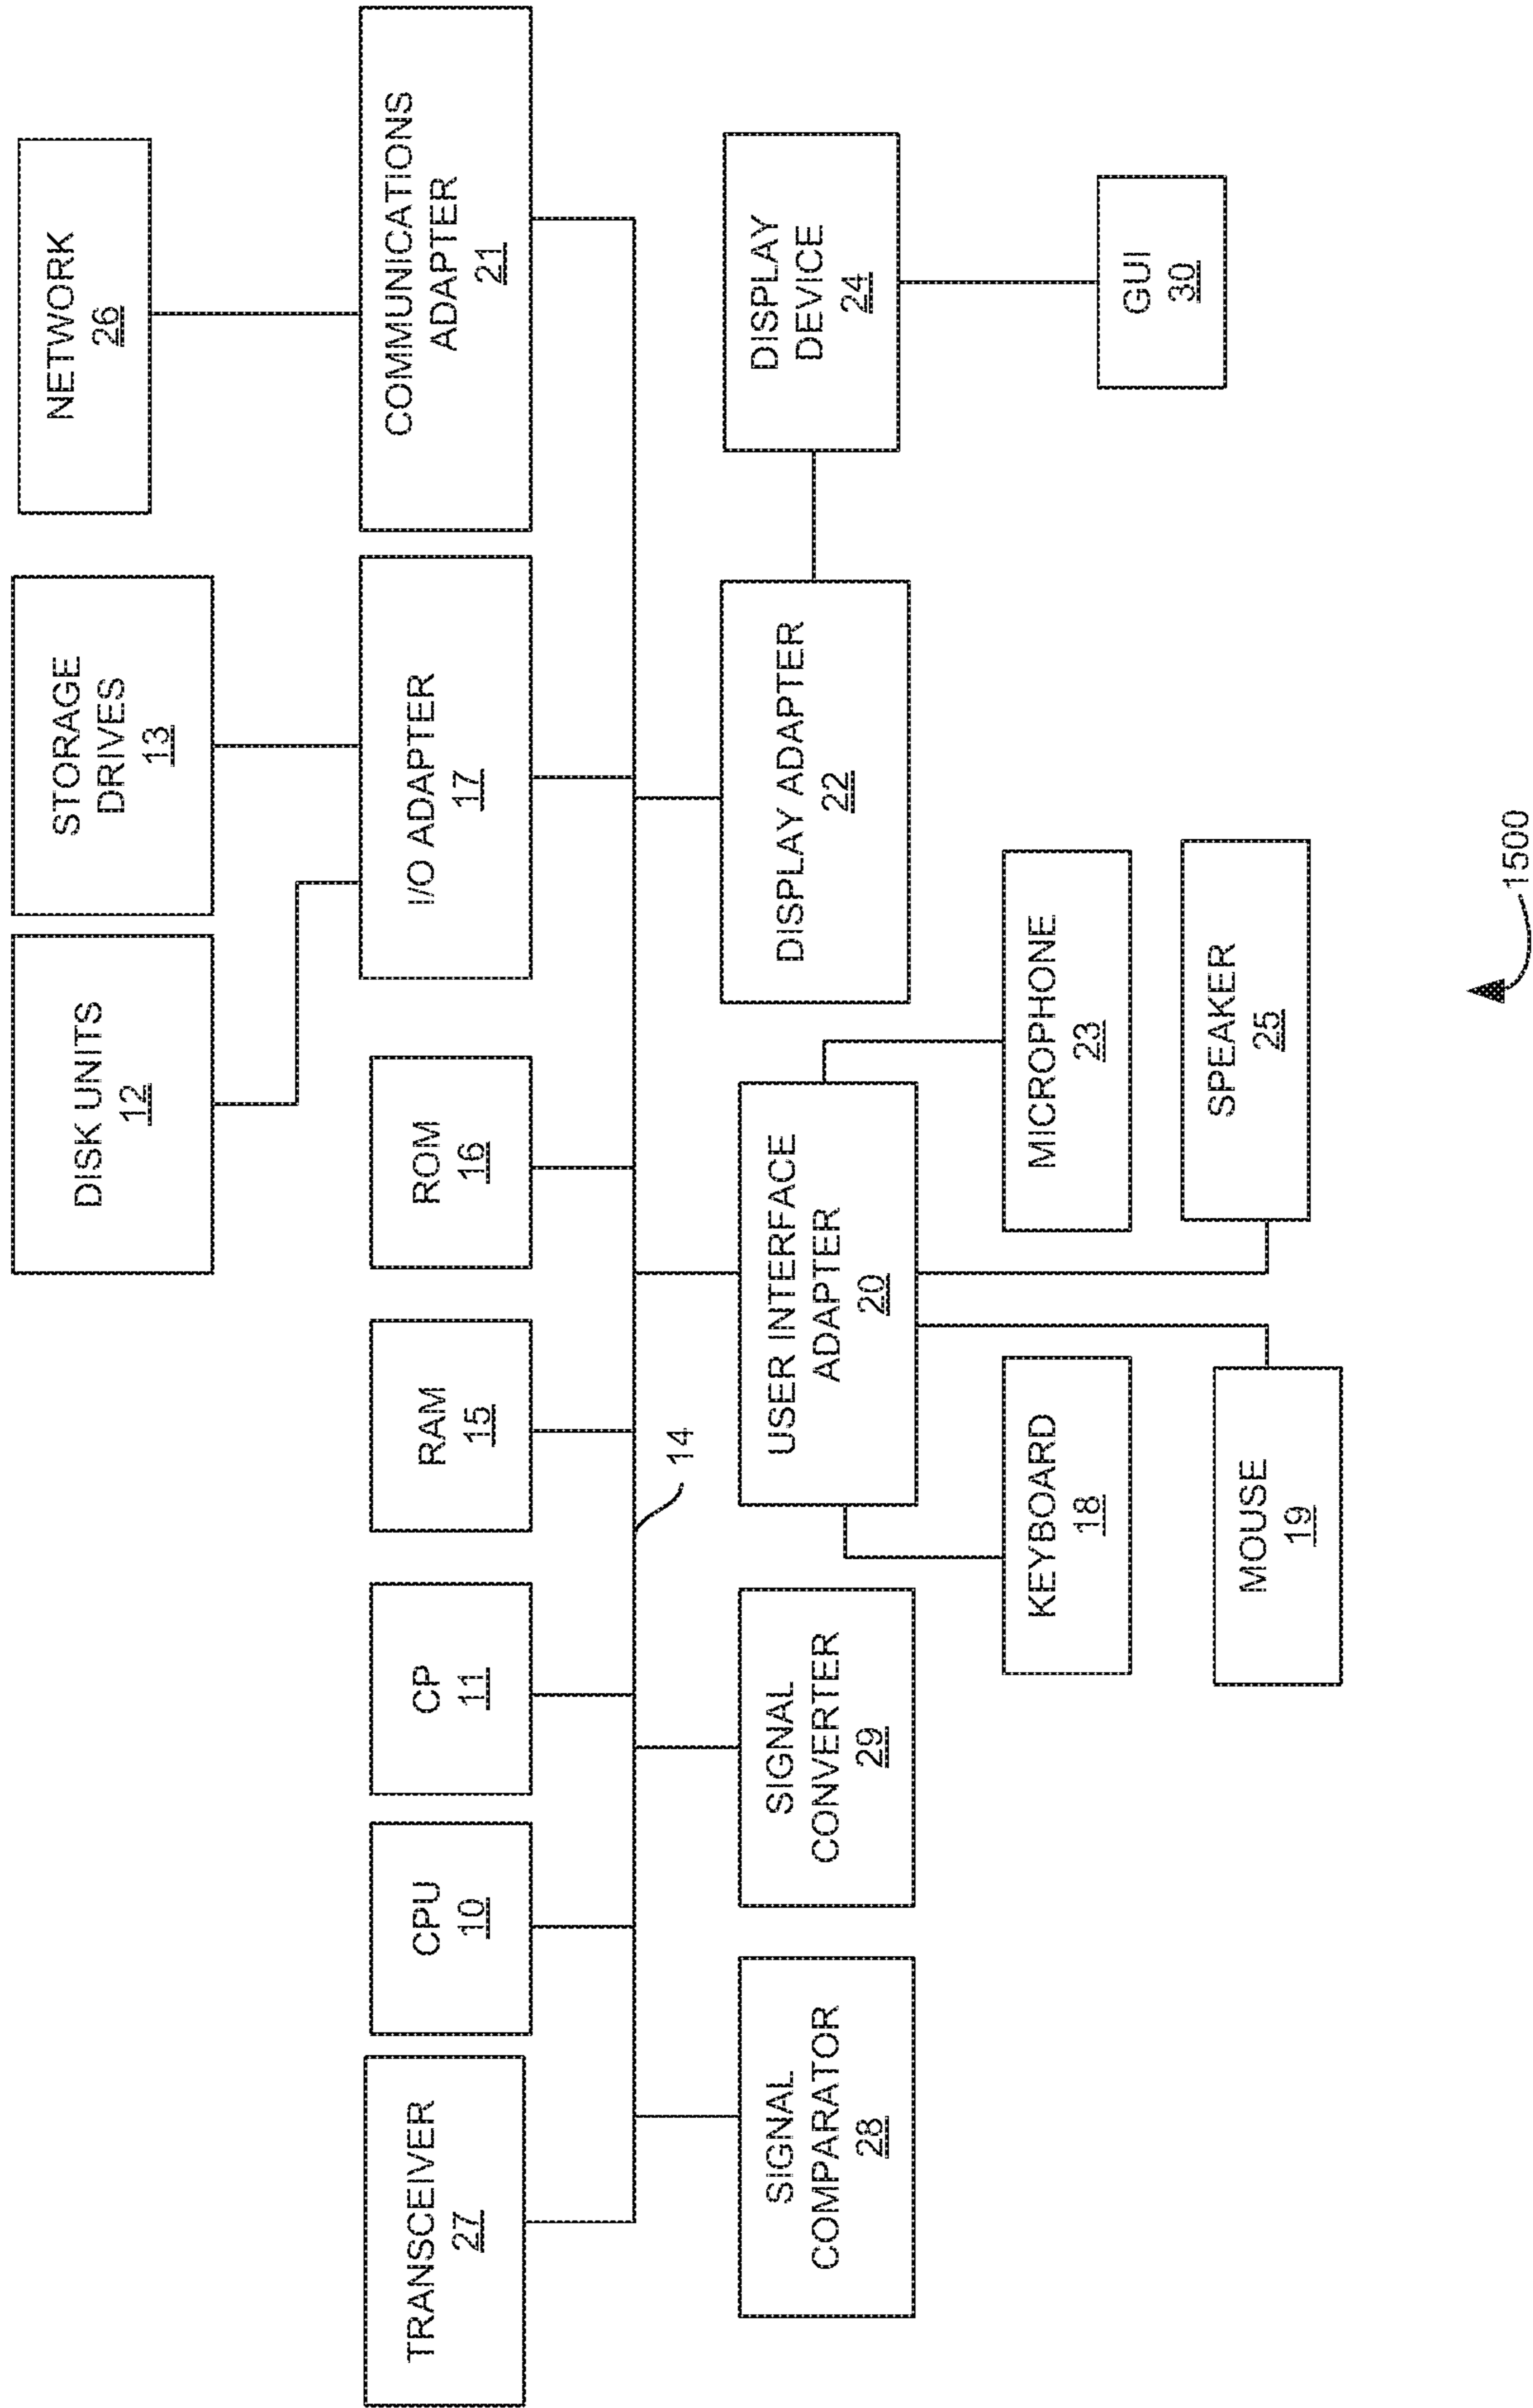 DISK UNITS
12
STORAGE
DRIVES
13
NETWORK
26
TRANSCEIVER
27
CPU
10
CP
11
RAM
15
ROM
16
I/O ADAPTER
17
COMMUNICATIONS
ADAPTER
21
14
SIGNAL
COMPARATOR
28
SIGNAL
CONVERTER
29
USER INTERFACE
ADAPTER
20
DISPLAY ADAPTER
22
DISPLAY
DEVICE
24
KEYBOARD
18
MICROPHONE
23
GUI
30
MOUSE
19
SPEAKER
25
1500